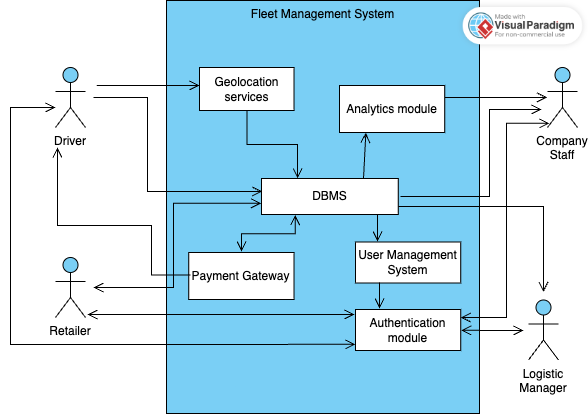 Fleet Management System
Made with
Visual Paradigm
For non-commercial use
Geolocation
services
Analytics module
Driver
Company
Staff
DBMS
User Management
System
Payment Gateway
Retailer
Authentication
module
Logistic
Manager